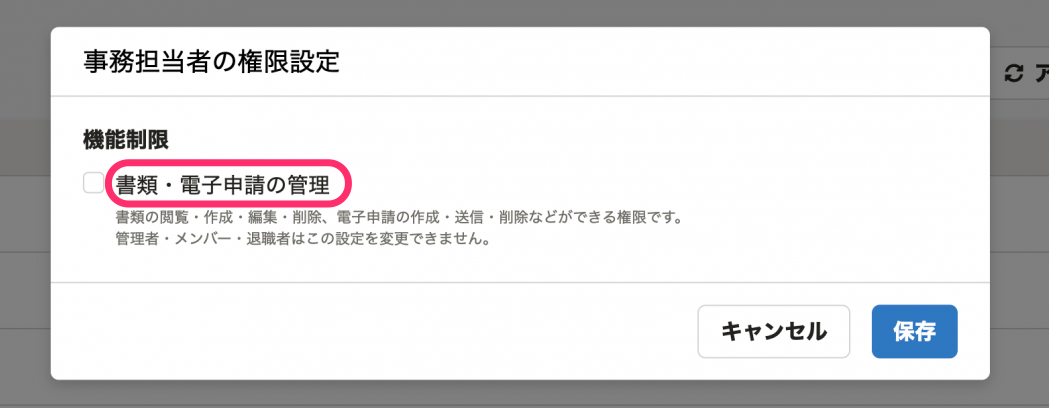 事務担当者の権限設定
ア
機能制限
書類・電子申請の管理
書類の閲覧・作成・編集・削除、電子申請の作成・送信・削除などができる権限です。
管理者・メンバー・退職者はこの設定を変更できません。
キャンセル
保存